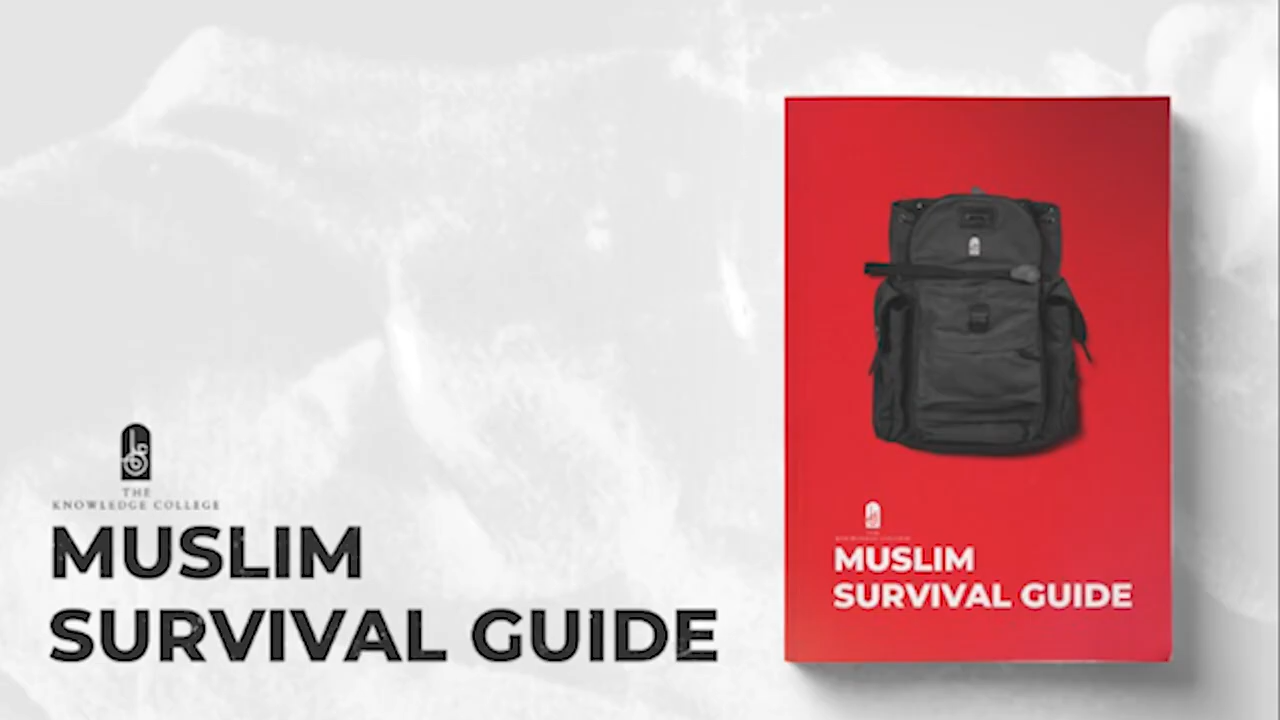 THE
KNOWLEDGE COLLEGE
MUSLIM
SURVIVAL GUIDE
MUSLIM
SURVIVAL GUIDE